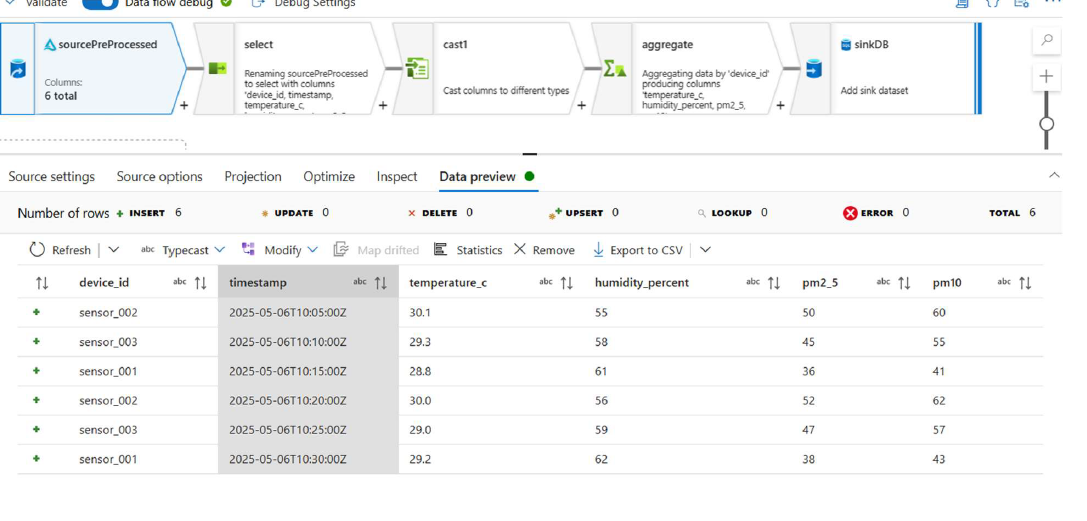 Validate Data flow debug Debug Settings
sourcePreProcessed
Columns:
6 total
select
Renaming sourcePreProcessed
to select with columns
'device_id, timestamp,
temperature_c,
cast1
Cast columns to different types
aggregate
Aggregating data by 'device_id'
producing columns
'temperature_c,
humidity_percent, pm2_5,
sinkDB
Add sink dataset
Source settings Source options Projection Optimize Inspect Data preview
Number of rows INSERT 6 UPDATE 0 DELETE 0 UPSERT 0 LOOKUP 0 ERROR 0 TOTAL 6
Refresh abc Typecast Modify Map drifted Statistics Remove Export to CSV
device_id abc timestamp abc temperature_c abc humidity_percent abc pm2_5 abc pm10 abc
sensor_002 2025-05-06T10:05:00Z 30.1 55 50 60
sensor_003 2025-05-06T10:10:00Z 29.3 58 45 55
sensor_001 2025-05-06T10:15:00Z 28.8 61 36 41
sensor_002 2025-05-06T10:20:00Z 30.0 56 52 62
sensor_003 2025-05-06T10:25:00Z 29.0 59 47 57
sensor_001 2025-05-06T10:30:00Z 29.2 62 38 43